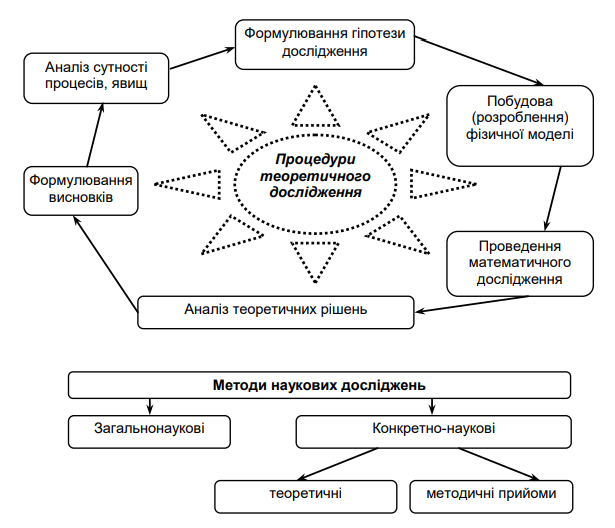 Формулювання гіпотези
дослідження
Аналіз сутності
процесів, явищ
Побудова
(розроблення)
фізичної моделі
Процедури
теоретичного
дослідження
Формулювання
висновків
Проведення
математичного
дослідження
Аналіз теоретичних рішень
Методи наукових досліджень
Загальнонаукові
Конкретно-наукові
теоретичні
методичні прийоми